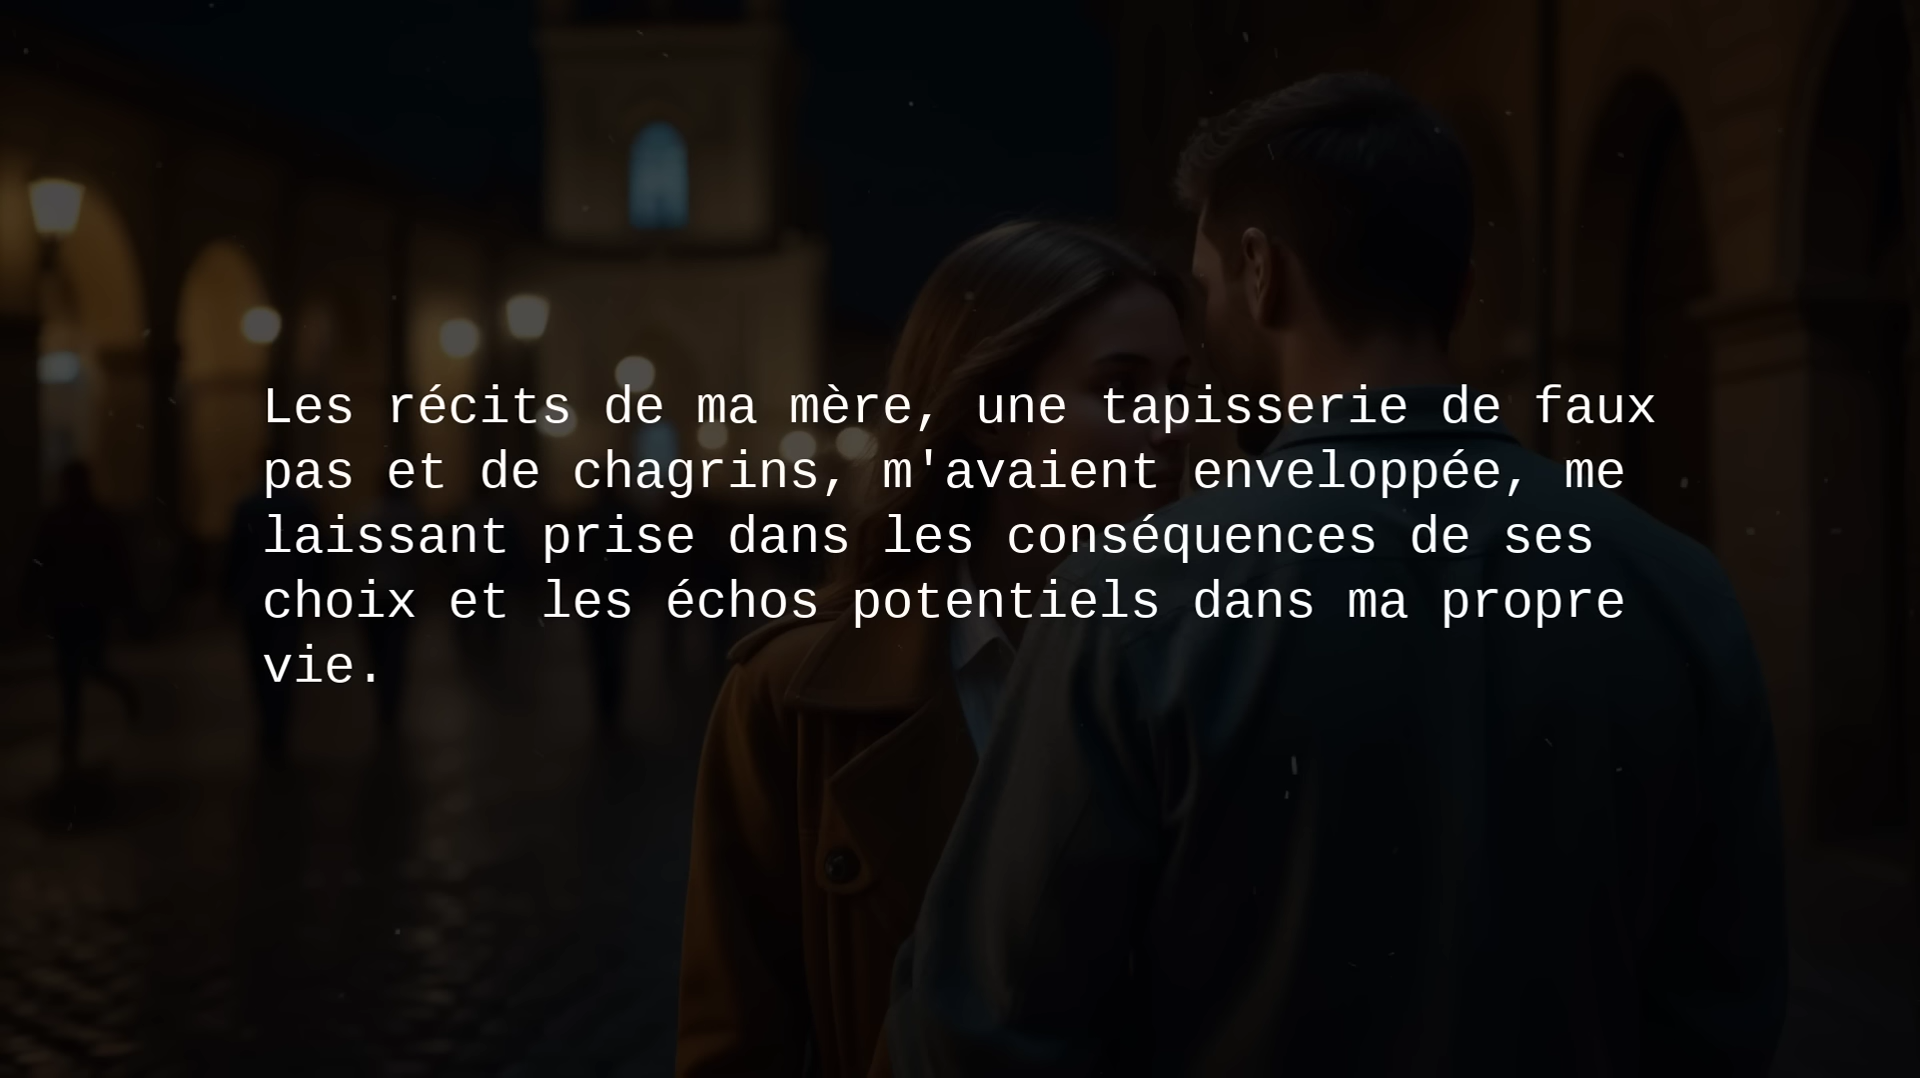 Les récits de ma mère, une tapisserie de faux
pas et de chagrins, m'avaient enveloppée, me
laissant prise dans les conséquences de ses
choix et les échos potentiels dans ma propre
vie.